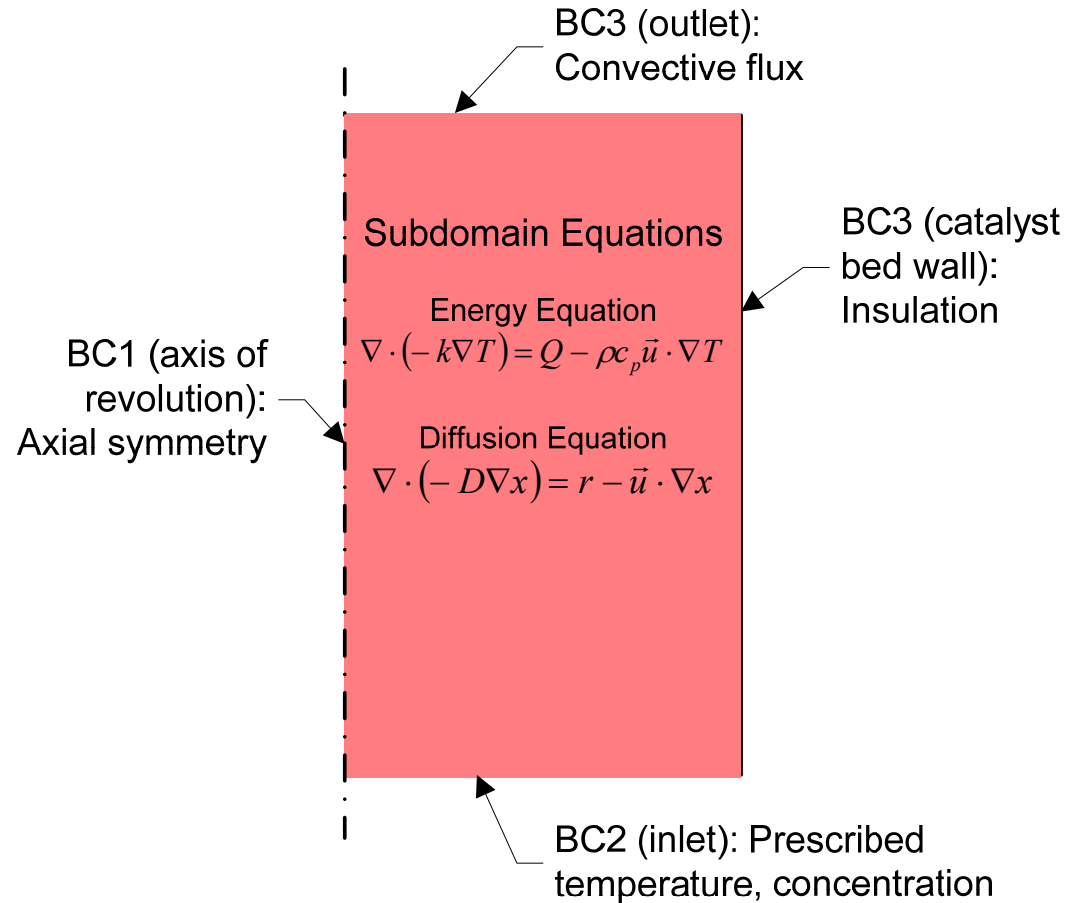 BC3 (outlet):
Convective flux
Subdomain Equations
BC3 (catalyst
bed wall):
Insulation
Energy Equation
∇ · (− k∇T) = Q − ρc_p u⃗ · ∇T
BC1 (axis of
revolution):
Axial symmetry
Diffusion Equation
∇ · (− D∇x) = r − u⃗ · ∇x
BC2 (inlet): Prescribed
temperature, concentration